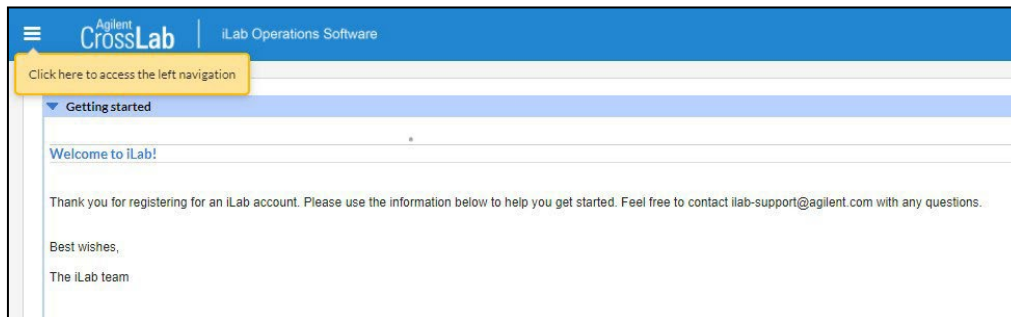 Agilent
CrossLab
iLab Operations Software
Click here to access the left navigation
Getting started
Welcome to iLab!
Thank you for registering for an iLab account. Please use the information below to help you get started. Feel free to contact ilab-support@agilent.com with any questions.
Best wishes,
The iLab team